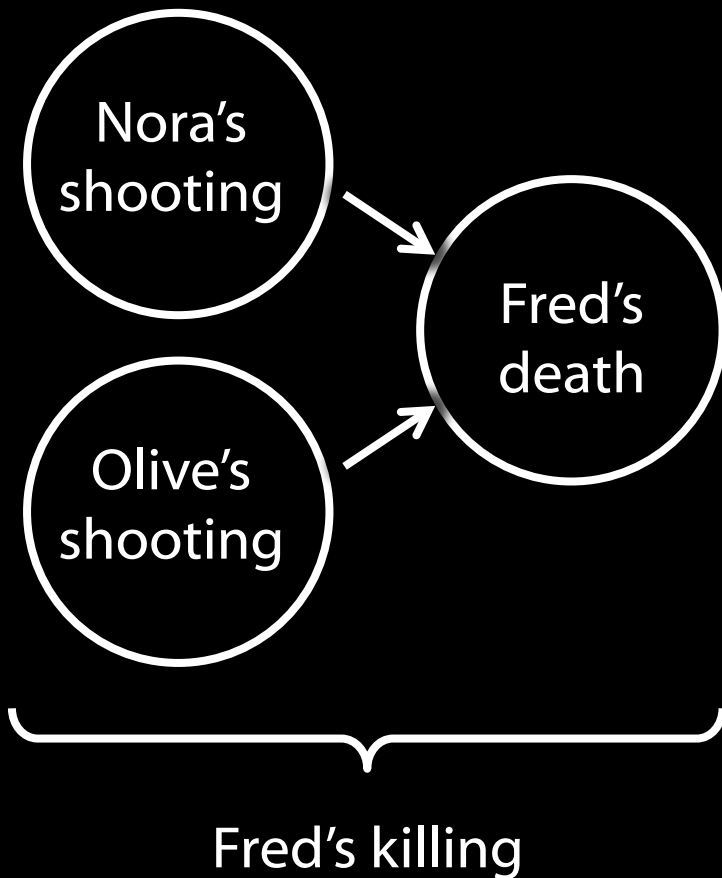 Nora’s
shooting
Fred’s
death
Olive’s
shooting
Fred’s killing